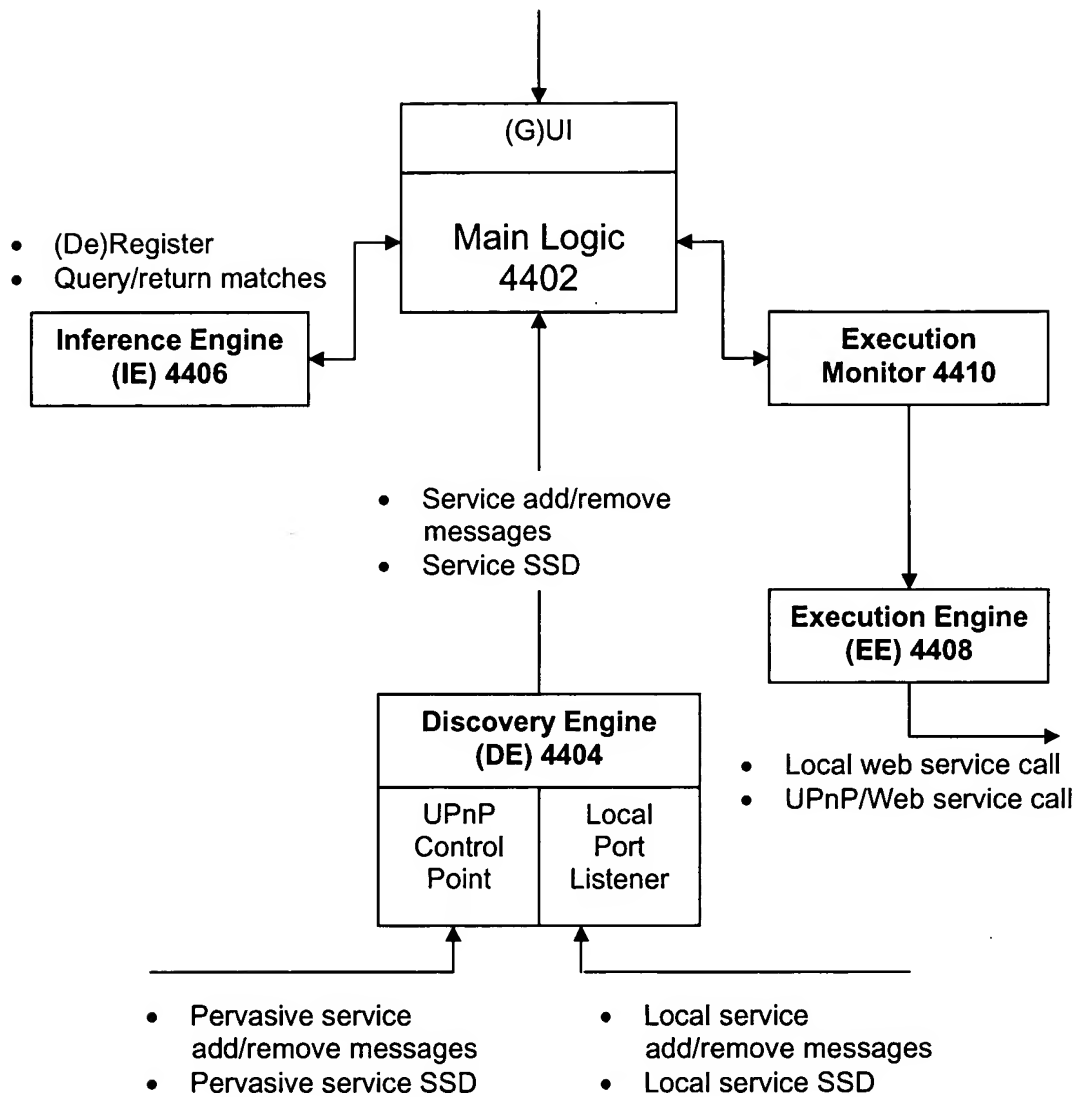 (G)UI
Main Logic
4402
• (De)Register
• Query/return matches
Inference Engine
(IE) 4406
Execution
Monitor 4410
• Service add/remove
messages
• Service SSD
Execution Engine
(EE) 4408
Discovery Engine
(DE) 4404
UPnP
Control
Point
Local
Port
Listener
• Local web service call
• UPnP/Web service call
• Pervasive service
add/remove messages
• Pervasive service SSD
• Local service
add/remove messages
• Local service SSD